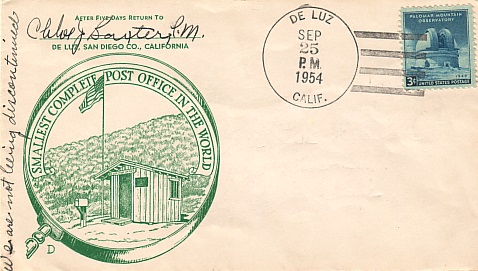 AFTER FIVE DAYS RETURN TO
Chloe J. Baxter, P.M.
DE LUZ, SAN DIEGO CO., CALIFORNIA
We are not being discontinued
SMALLEST COMPLETE POST OFFICE IN THE WORLD
D
DE LUZ
SEP
25
P.M.
1954
CALIF.
PALOMAR MOUNTAIN
OBSERVATORY
1948
3¢ UNITED STATES POSTAGE